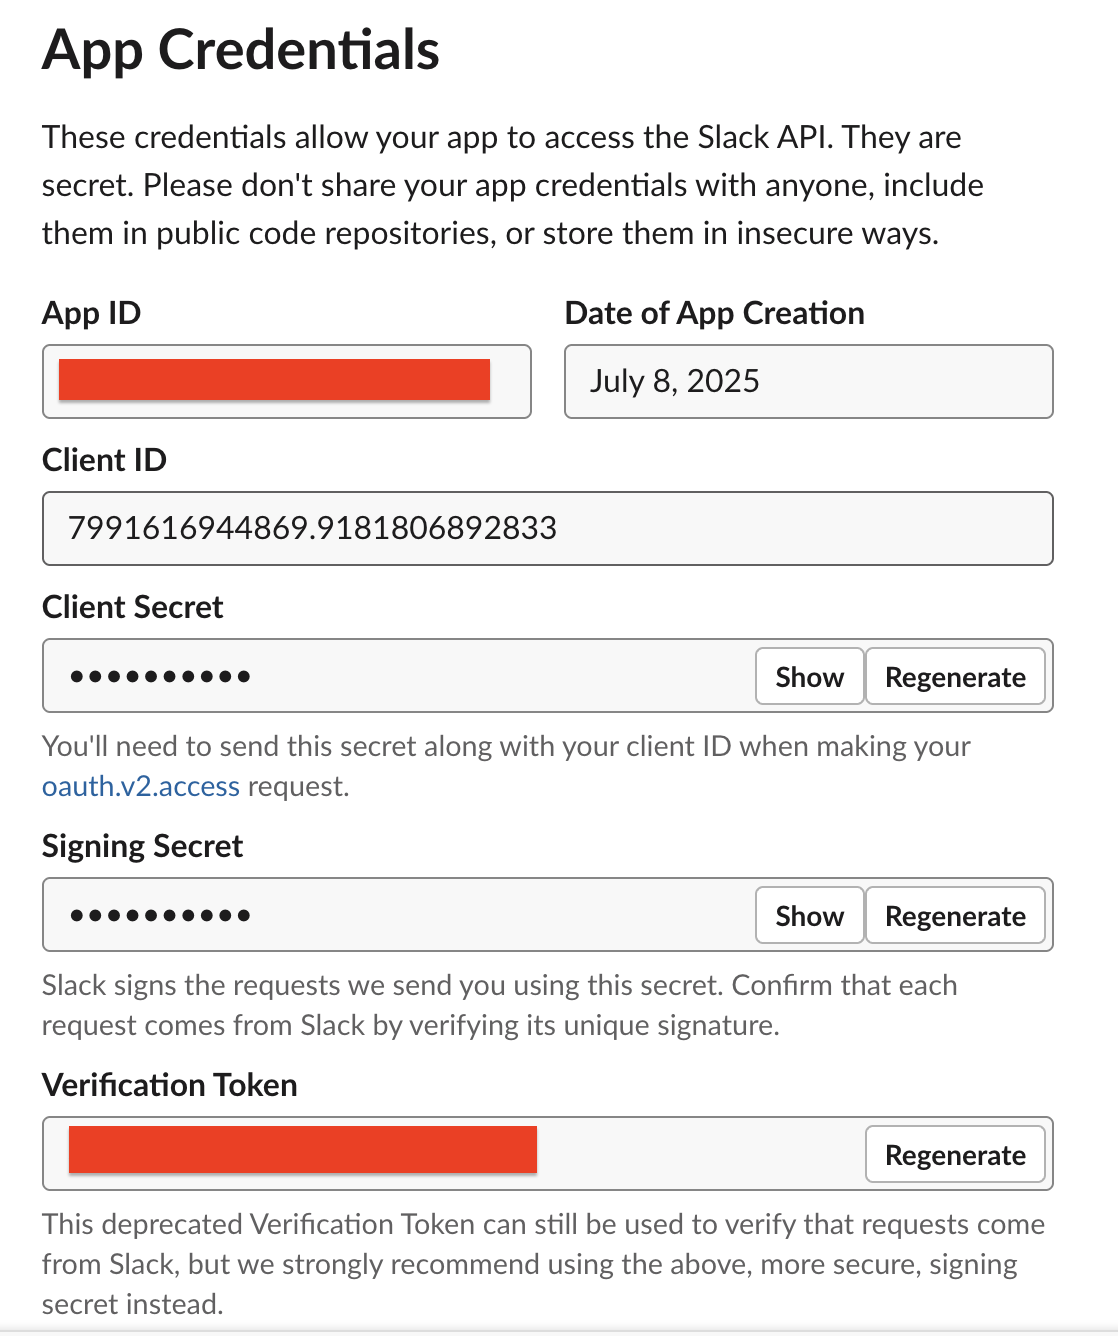 App Credentials
These credentials allow your app to access the Slack API. They are
secret. Please don't share your app credentials with anyone, include
them in public code repositories, or store them in insecure ways.
App ID
Date of App Creation
July 8, 2025
Client ID
7991616944869.9181806892833
Client Secret
••••••••••
Show
Regenerate
You'll need to send this secret along with your client ID when making your
oauth.v2.access request.
Signing Secret
••••••••••
Show
Regenerate
Slack signs the requests we send you using this secret. Confirm that each
request comes from Slack by verifying its unique signature.
Verification Token
Regenerate
This deprecated Verification Token can still be used to verify that requests come
from Slack, but we strongly recommend using the above, more secure, signing
secret instead.